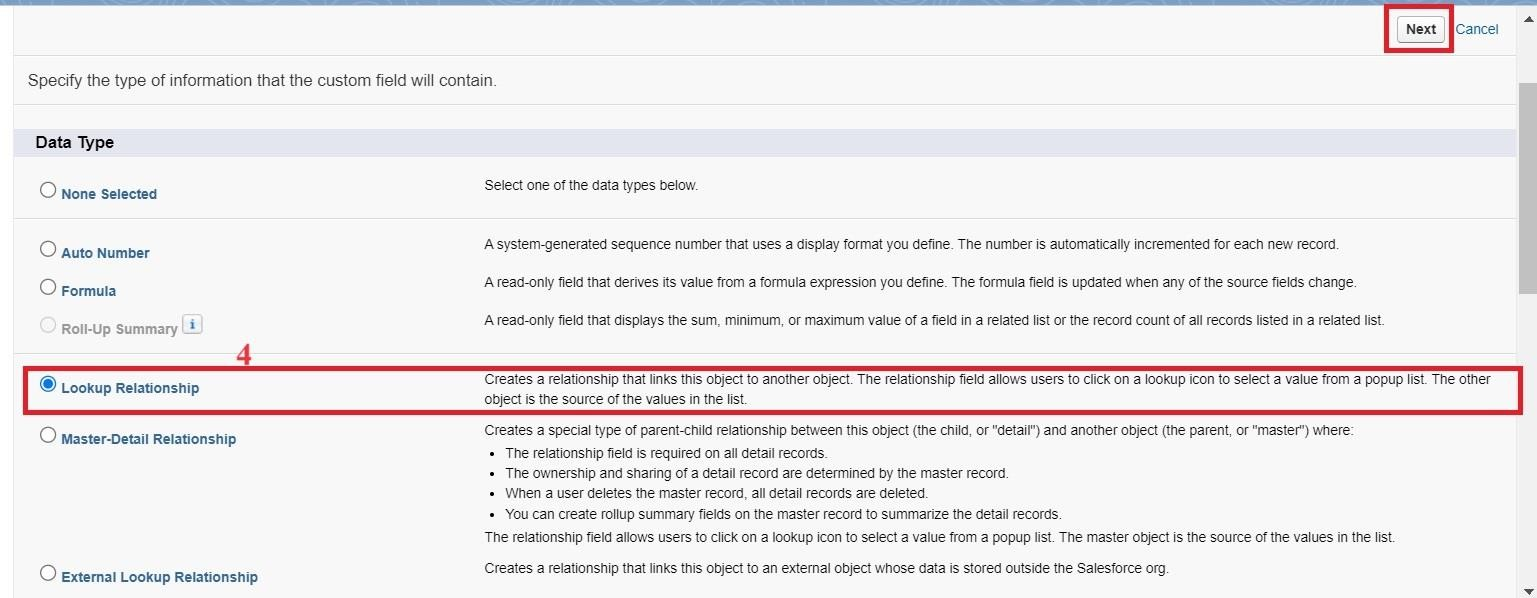 Next Cancel
Specify the type of information that the custom field will contain.
Data Type
None Selected Select one of the data types below.
Auto Number A system-generated sequence number that uses a display format you define. The number is automatically incremented for each new record.
Formula A read-only field that derives its value from a formula expression you define. The formula field is updated when any of the source fields change.
Roll-Up Summary i A read-only field that displays the sum, minimum, or maximum value of a field in a related list or the record count of all records listed in a related list.
4
Lookup Relationship Creates a relationship that links this object to another object. The relationship field allows users to click on a lookup icon to select a value from a popup list. The other
object is the source of the values in the list.
Master-Detail Relationship Creates a special type of parent-child relationship between this object (the child, or "detail") and another object (the parent, or "master") where:
• The relationship field is required on all detail records.
• The ownership and sharing of a detail record are determined by the master record.
• When a user deletes the master record, all detail records are deleted.
• You can create rollup summary fields on the master record to summarize the detail records.
The relationship field allows users to click on a lookup icon to select a value from a popup list. The master object is the source of the values in the list.
External Lookup Relationship Creates a relationship that links this object to an external object whose data is stored outside the Salesforce org.